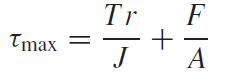 τmax = Tr/J + F/A